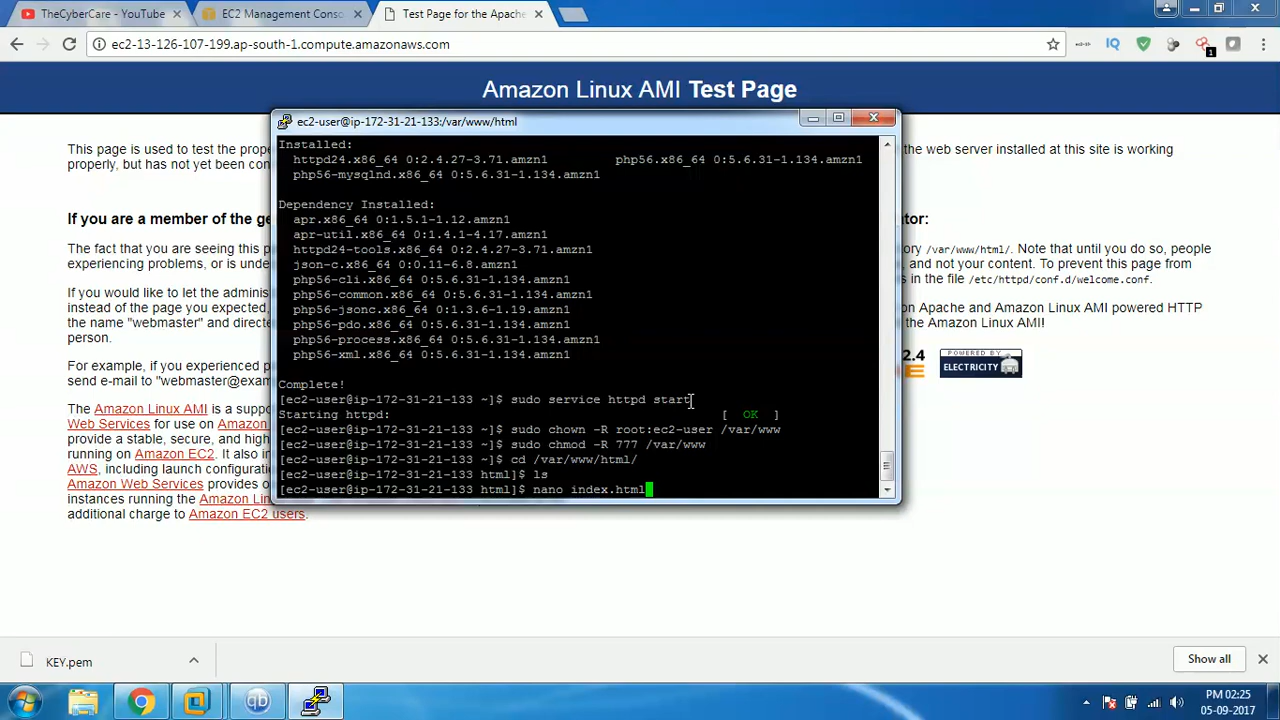 TheCyberCare - YouTube
EC2 Management Conso
Test Page for the Apache
ec2-13-126-107-199.ap-south-1.compute.amazonaws.com
IQ
1
Amazon Linux AMI Test Page
This page is used to test the prope
the web server installed at this site is working
properly, but has not yet been con
If you are a member of the ge
tor:
The fact that you are seeing this p
ory /var/www/html/. Note that until you do so, people
experiencing problems, or is unde
, and not your content. To prevent this page from
s in the file /etc/httpd/conf.d/welcome.conf.
If you would like to let the adminis
instead of the page you expected,
on Apache and Amazon Linux AMI powered HTTP
the name "webmaster" and directe
the Amazon Linux AMI!
person.
2.4
POWERED BY
ELECTRICITY
For example, if you experienced p
send e-mail to "webmaster@exam
The Amazon Linux AMI is a suppo
Web Services for use on Amazon
provide a stable, secure, and high
running on Amazon EC2. It also in
AWS, including launch configuratio
Amazon Web Services provides o
instances running the Amazon Lin
additional charge to Amazon EC2 users.
ec2-user@ip-172-31-21-133:/var/www/html
Installed:
httpd24.x86_64 0:2.4.27-3.71.amzn1 php56.x86_64 0:5.6.31-1.134.amzn1
php56-mysqlnd.x86_64 0:5.6.31-1.134.amzn1
Dependency Installed:
apr.x86_64 0:1.5.1-1.12.amzn1
apr-util.x86_64 0:1.4.1-4.17.amzn1
httpd24-tools.x86_64 0:2.4.27-3.71.amzn1
json-c.x86_64 0:0.11-6.8.amzn1
php56-cli.x86_64 0:5.6.31-1.134.amzn1
php56-common.x86_64 0:5.6.31-1.134.amzn1
php56-jsonc.x86_64 0:1.3.6-1.19.amzn1
php56-pdo.x86_64 0:5.6.31-1.134.amzn1
php56-process.x86_64 0:5.6.31-1.134.amzn1
php56-xml.x86_64 0:5.6.31-1.134.amzn1
Complete!
[ec2-user@ip-172-31-21-133 ~]$ sudo service httpd start
Starting httpd: [ OK ]
[ec2-user@ip-172-31-21-133 ~]$ sudo chown -R root:ec2-user /var/www
[ec2-user@ip-172-31-21-133 ~]$ sudo chmod -R 777 /var/www
[ec2-user@ip-172-31-21-133 ~]$ cd /var/www/html/
[ec2-user@ip-172-31-21-133 html]$ ls
[ec2-user@ip-172-31-21-133 html]$ nano index.html
KEY.pem
Show all
qb
PM 02:25
05-09-2017